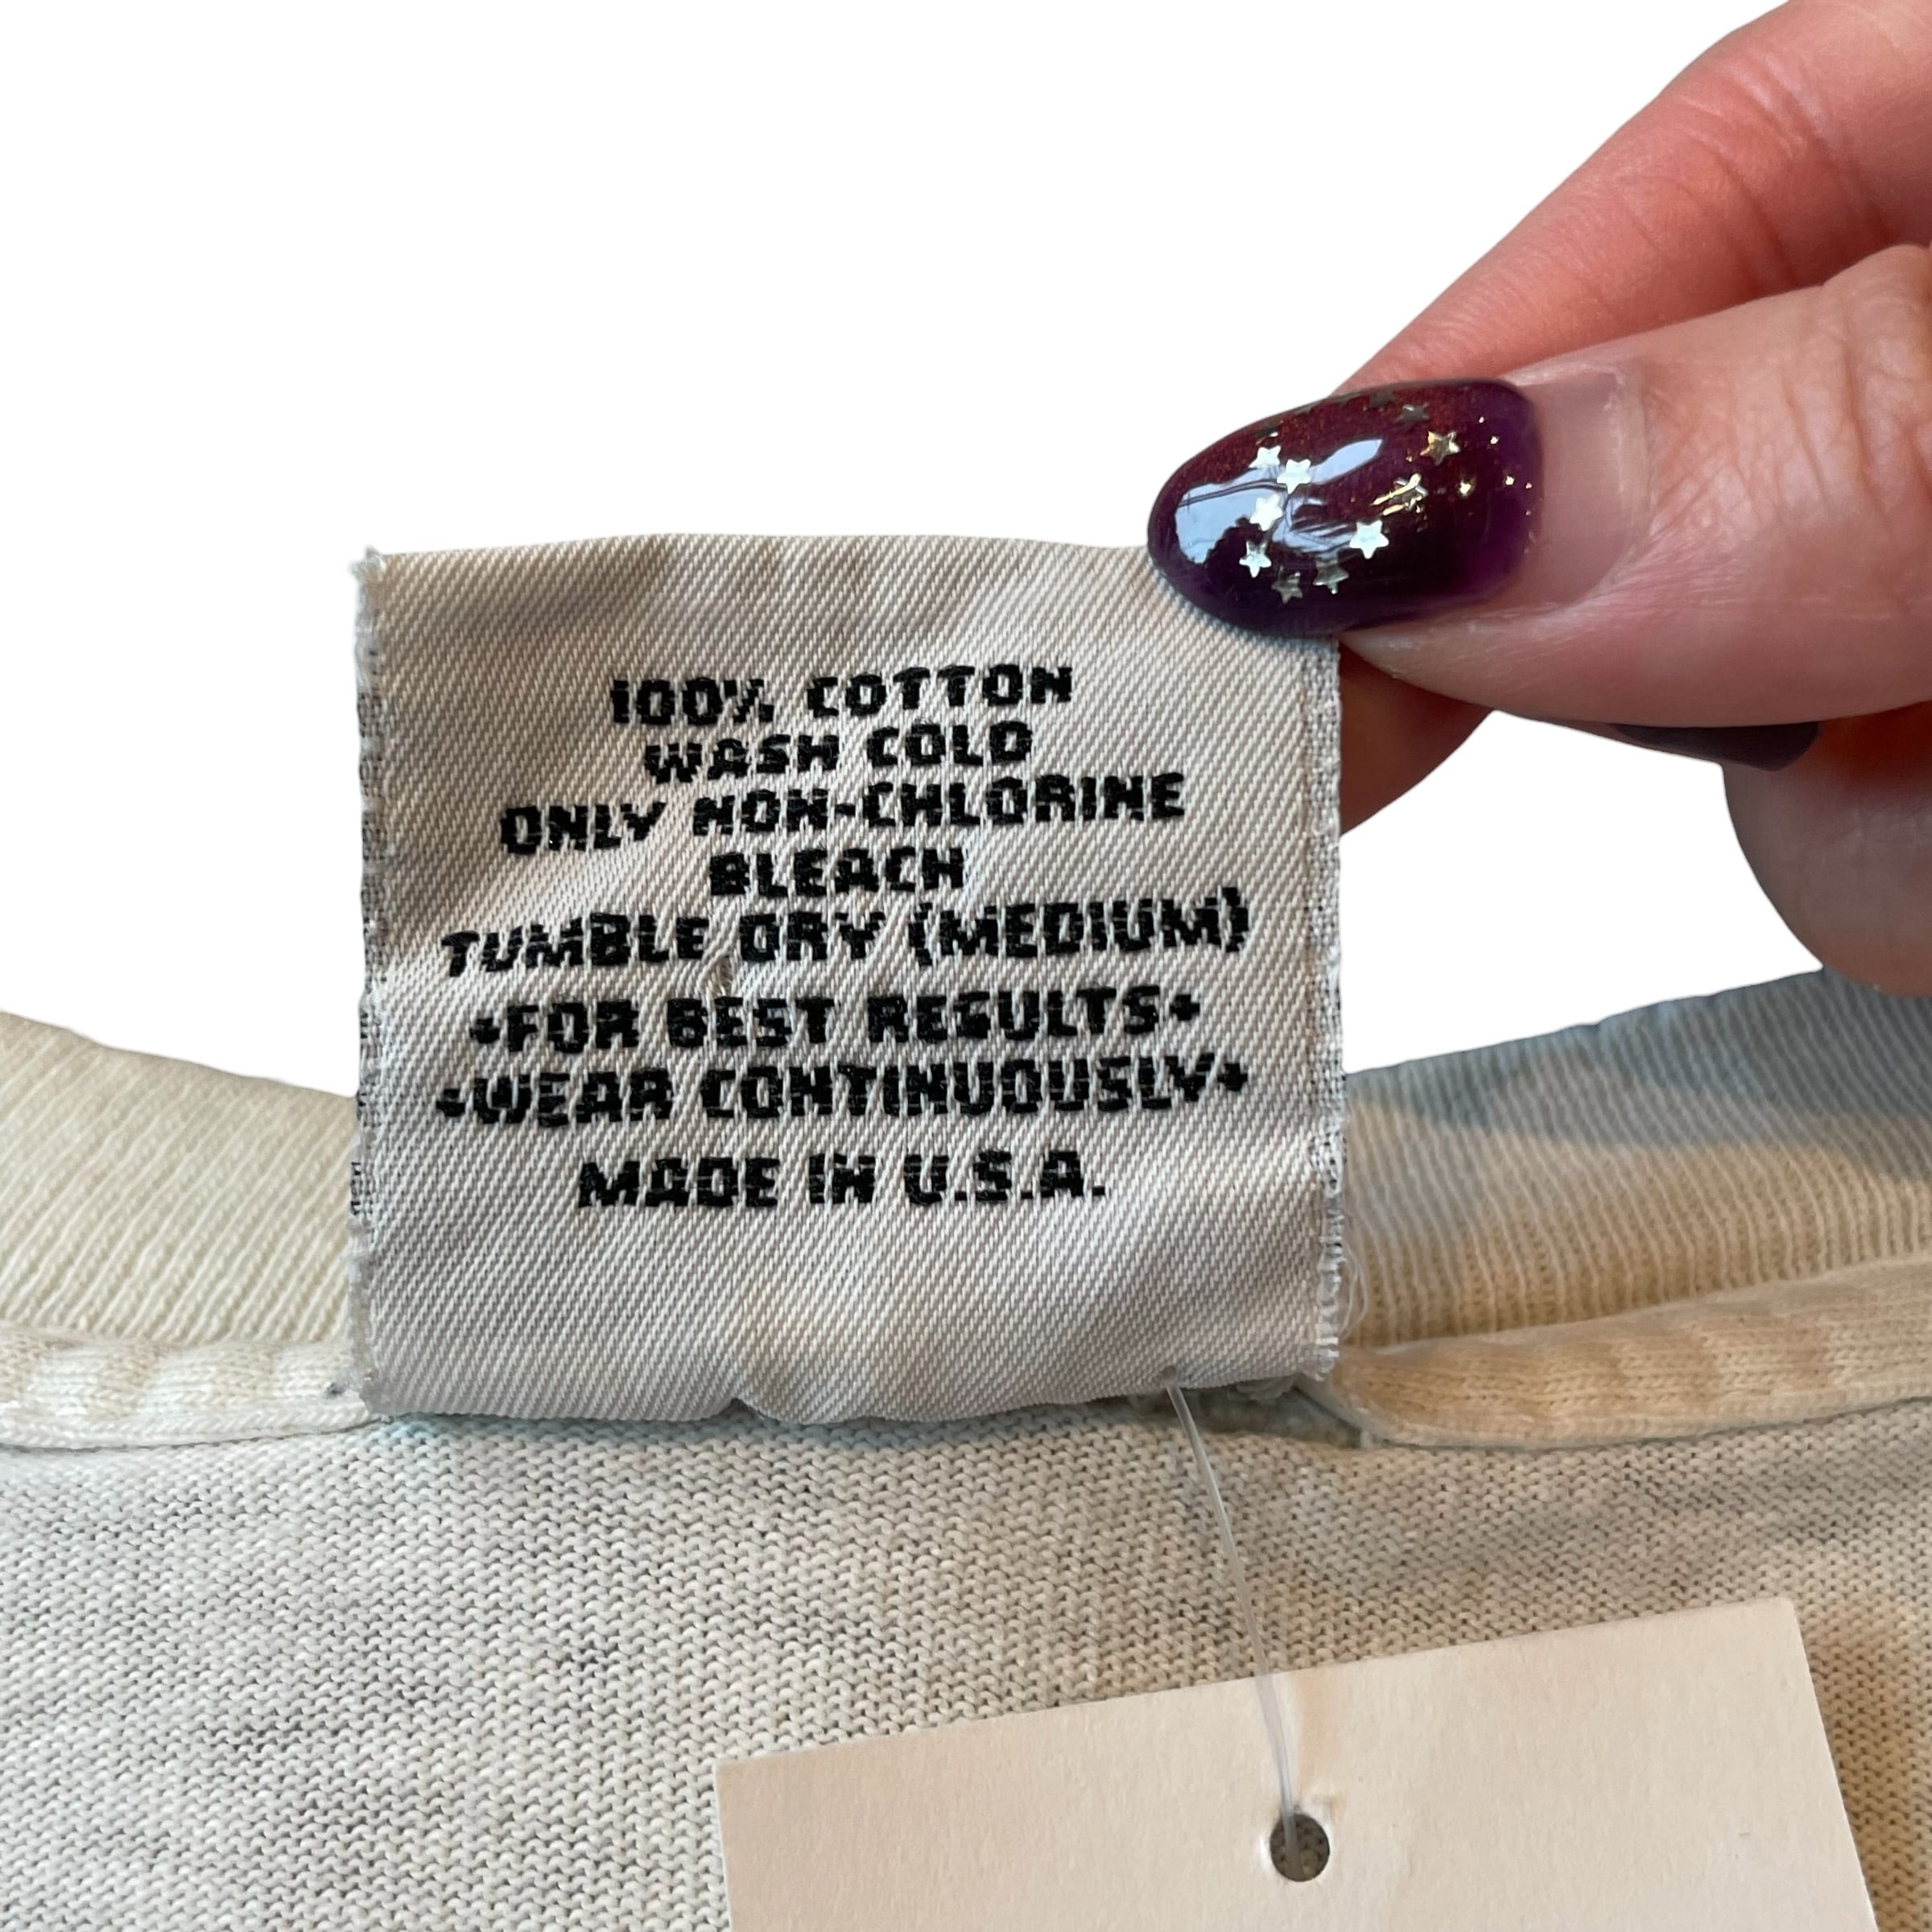 100% COTTON
WASH COLD
ONLY NON-CHLORINE
BLEACH
TUMBLE DRY (MEDIUM)
•FOR BEST RESULTS•
•WEAR CONTINUOUSLY•
MADE IN U.S.A.